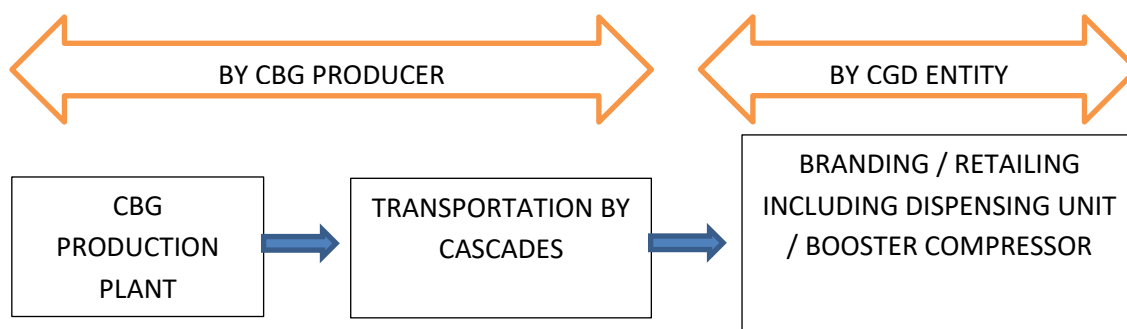 BY CBG PRODUCER
BY CGD ENTITY
CBG
PRODUCTION
PLANT
TRANSPORTATION BY
CASCADES
BRANDING / RETAILING
INCLUDING DISPENSING UNIT
/ BOOSTER COMPRESSOR